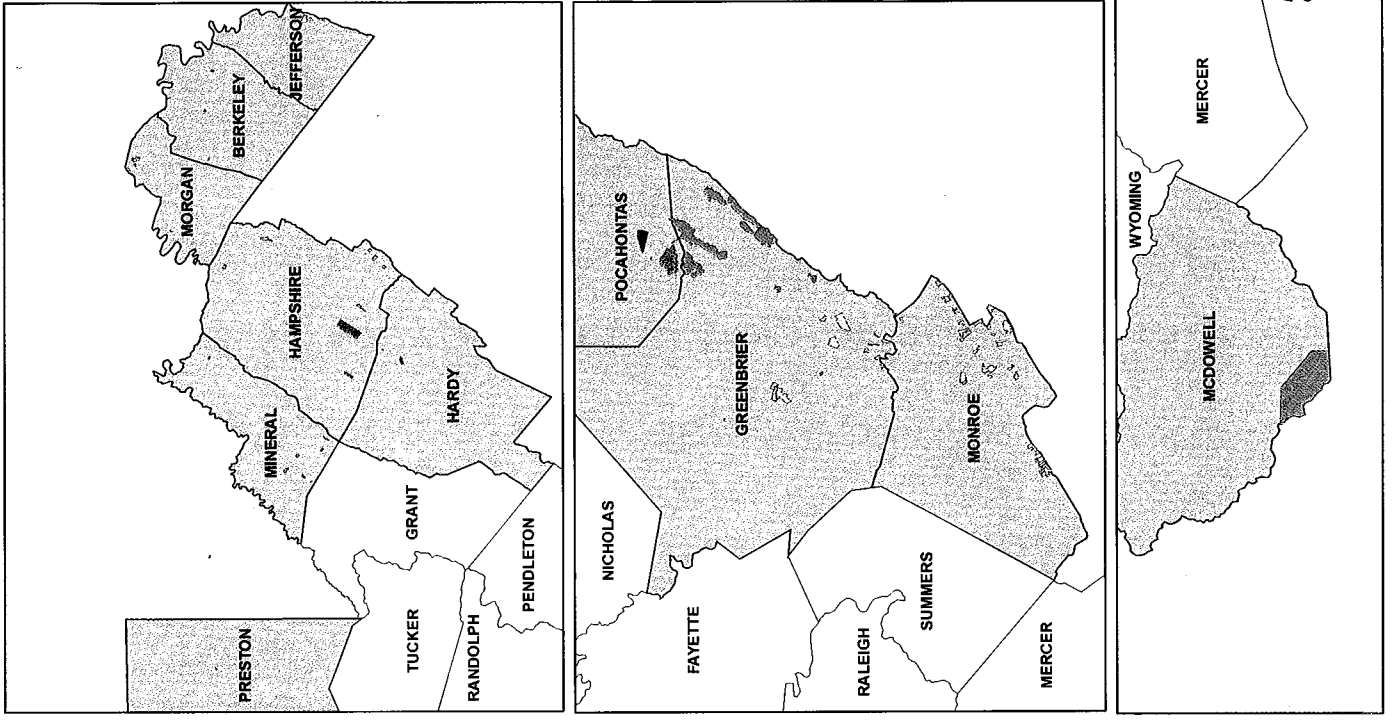 PRESTON
TUCKER
RANDOLPH
PENDLETON
GRANT
MINERAL
HARDY
HAMPSHIRE
MORGAN
BERKELEY
JEFFERSON
NICHOLAS
FAYETTE
RALEIGH
SUMMERS
MERCER
GREENBRIER
POCAHONTAS
MONROE
WYOMING
MERCER
MCDOWELL